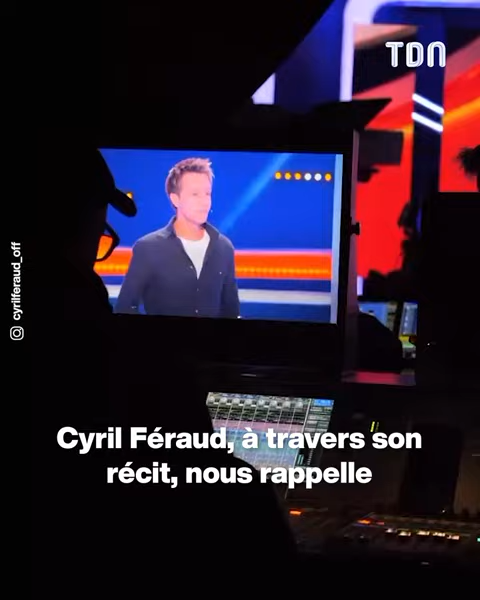 TDN
cyrilferaud_off
Cyril Féraud, à travers son
récit, nous rappelle